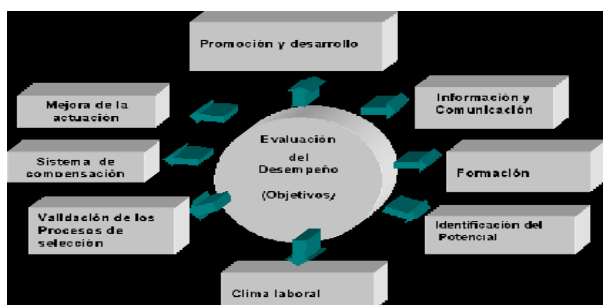 Promoción y desarrollo
Mejora de la
actuación
Información y
Comunicación
Evaluación
del
Desempeño
(Objetivos)
Sistema de
compensación
Formación
Validación de los
Procesos de
selección
Identificación del
Potencial
Clima laboral